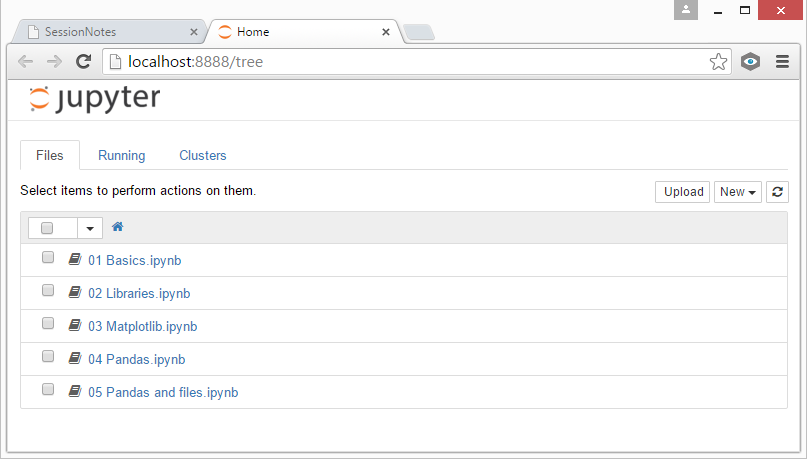 SessionNotes
Home
localhost:8888/tree
jupyter
Files Running Clusters
Select items to perform actions on them.
Upload New
01 Basics.ipynb
02 Libraries.ipynb
03 Matplotlib.ipynb
04 Pandas.ipynb
05 Pandas and files.ipynb